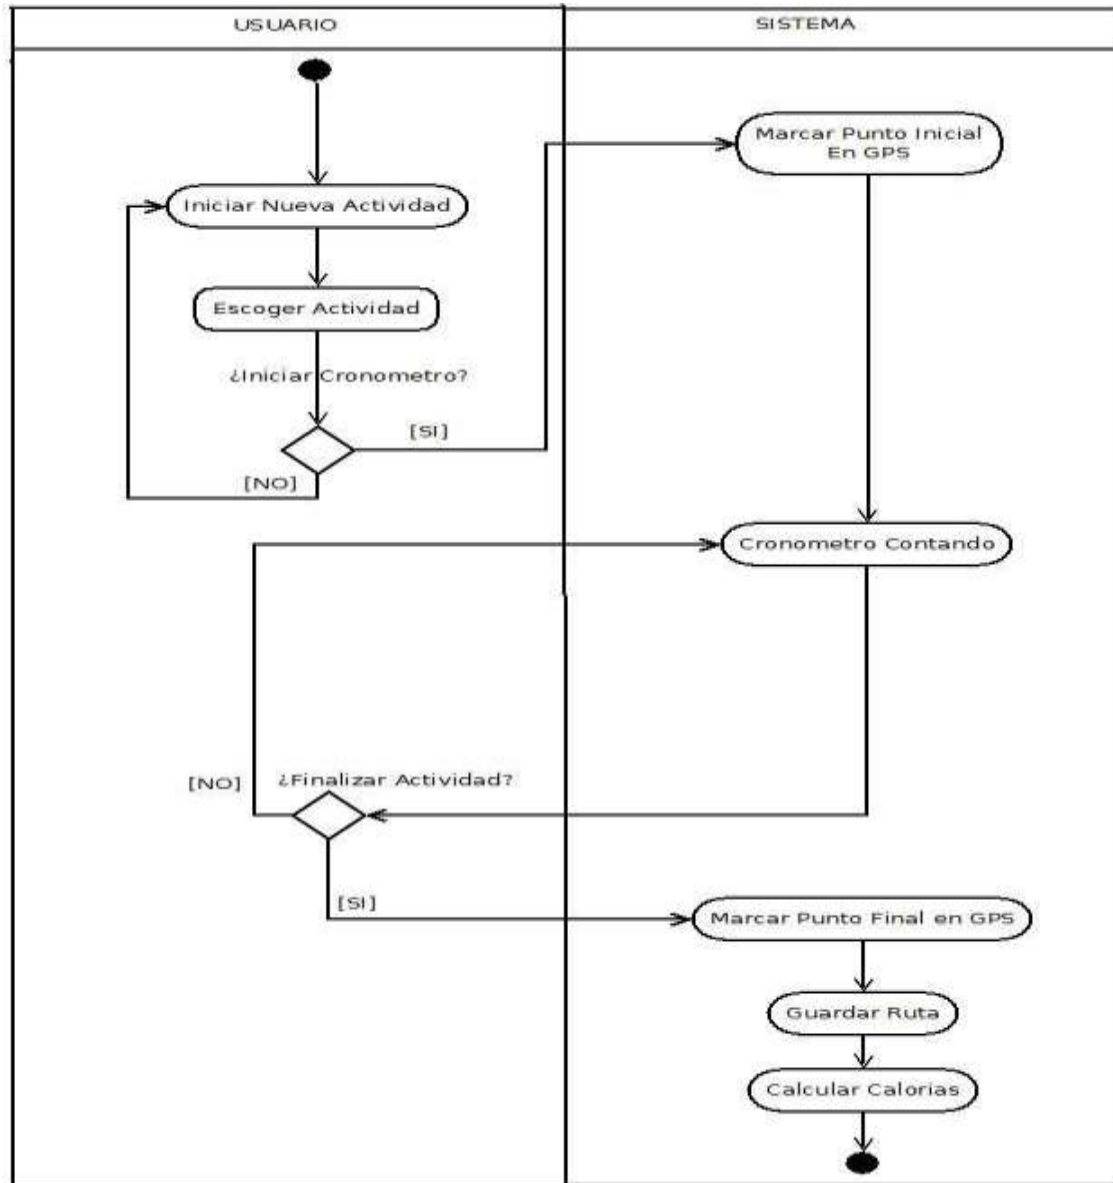 USUARIO
SISTEMA
Marcar Punto Inicial
En GPS
Iniciar Nueva Actividad
Escoger Actividad
¿Iniciar Cronometro?
[SI]
[NO]
Cronometro Contando
¿Finalizar Actividad?
[NO]
[SI]
Marcar Punto Final en GPS
Guardar Ruta
Calcular Calorias